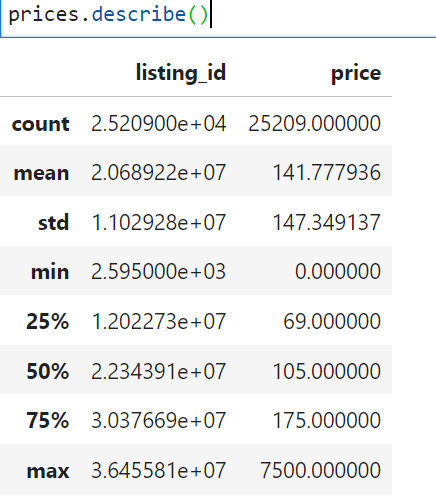 prices.describe()
listing_id price
count 2.520900e+04 25209.000000
mean 2.068922e+07 141.777936
std 1.102928e+07 147.349137
min 2.595000e+03 0.000000
25% 1.202273e+07 69.000000
50% 2.234391e+07 105.000000
75% 3.037669e+07 175.000000
max 3.645581e+07 7500.000000